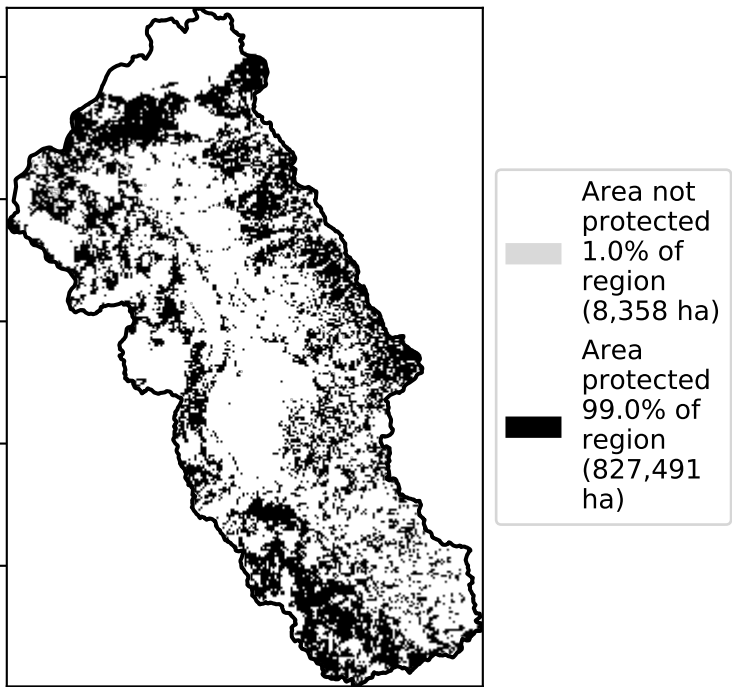 Area not
protected
1.0% of
region
(8,358 ha)
Area
protected
99.0% of
region
(827,491
ha)